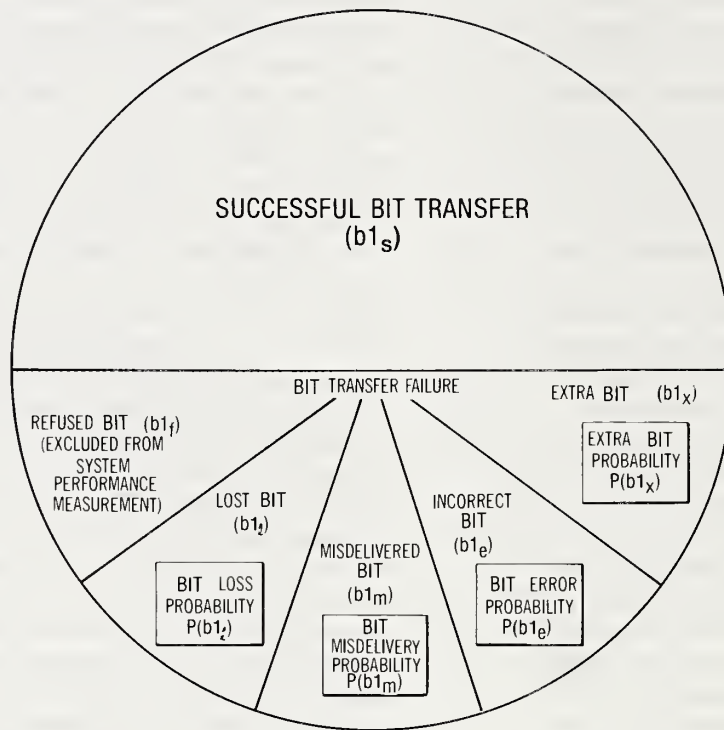 SUCCESSFUL BIT TRANSFER
(b1s)
BIT TRANSFER FAILURE
REFUSED BIT (b1f)
(EXCLUDED FROM
SYSTEM
PERFORMANCE
MEASUREMENT)
LOST BIT
(b1ℓ)
BIT LOSS
PROBABILITY
P(b1ℓ)
MISDELIVERED
BIT
(b1m)
BIT
MISDELIVERY
PROBABILITY
P(b1m)
INCORRECT
BIT
(b1e)
BIT ERROR
PROBABILITY
P(b1e)
EXTRA BIT (b1x)
EXTRA BIT
PROBABILITY
P(b1x)